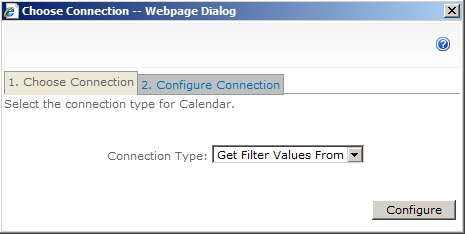 Choose Connection -- Webpage Dialog
1. Choose Connection 2. Configure Connection
Select the connection type for Calendar.
Connection Type: Get Filter Values From
Configure